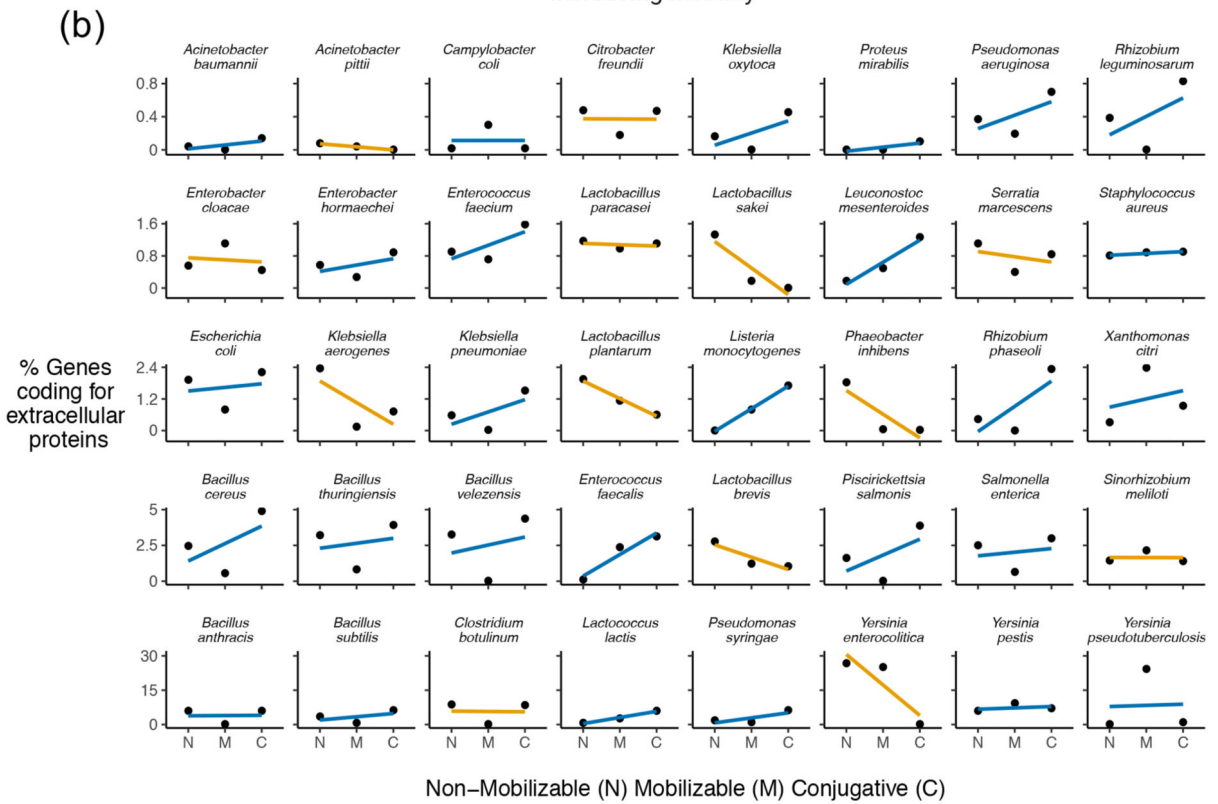 (b)
Acinetobacter baumannii
Acinetobacter pittii
Campylobacter coli
Citrobacter freundii
Klebsiella oxytoca
Proteus mirabilis
Pseudomonas aeruginosa
Rhizobium leguminosarum
0.8
0.4
0
Enterobacter cloacae
Enterobacter hormaechei
Enterococcus faecium
Lactobacillus paracasei
Lactobacillus sakei
Leuconostoc mesenteroides
Serratia marcescens
Staphylococcus aureus
1.6
0.8
0
% Genes
coding for
extracellular
proteins
Escherichia coli
Klebsiella aerogenes
Klebsiella pneumoniae
Lactobacillus plantarum
Listeria monocytogenes
Phaeobacter inhibens
Rhizobium phaseoli
Xanthomonas citri
2.4
1.2
0
Bacillus cereus
Bacillus thuringiensis
Bacillus velezensis
Enterococcus faecalis
Lactobacillus brevis
Piscirickettsia salmonis
Salmonella enterica
Sinorhizobium meliloti
5
2.5
0
Bacillus anthracis
Bacillus subtilis
Clostridium botulinum
Lactococcus lactis
Pseudomonas syringae
Yersinia enterocolitica
Yersinia pestis
Yersinia pseudotuberculosis
30
15
0
N M C N M C N M C N M C N M C N M C N M C N M C
Non−Mobilizable (N) Mobilizable (M) Conjugative (C)